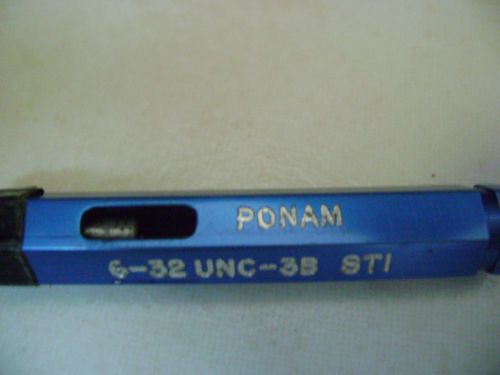 PONAM
6-32 UNC-3B STI